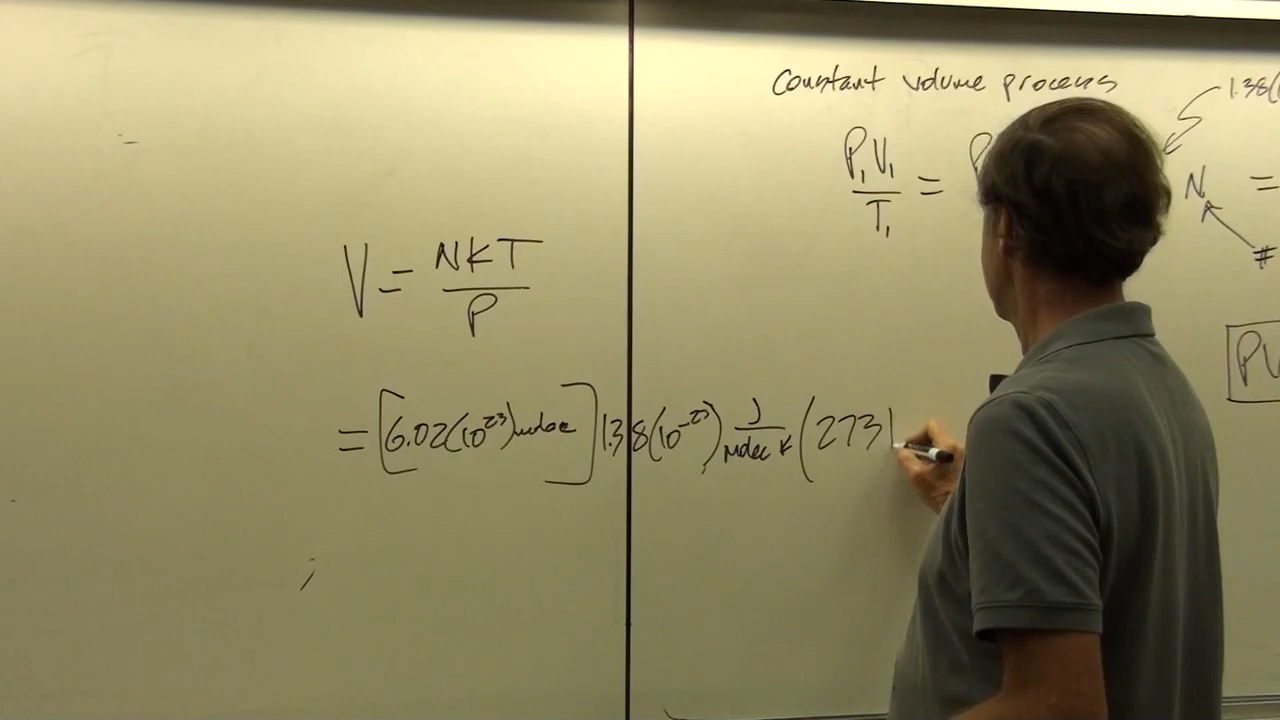 Constant volume process
1.38(
P₁V₁/T₁ = P
N =
#
V = NKT/P
PV
= [6.02(10²³)molec] 1.38(10⁻²³) J/molec K (273